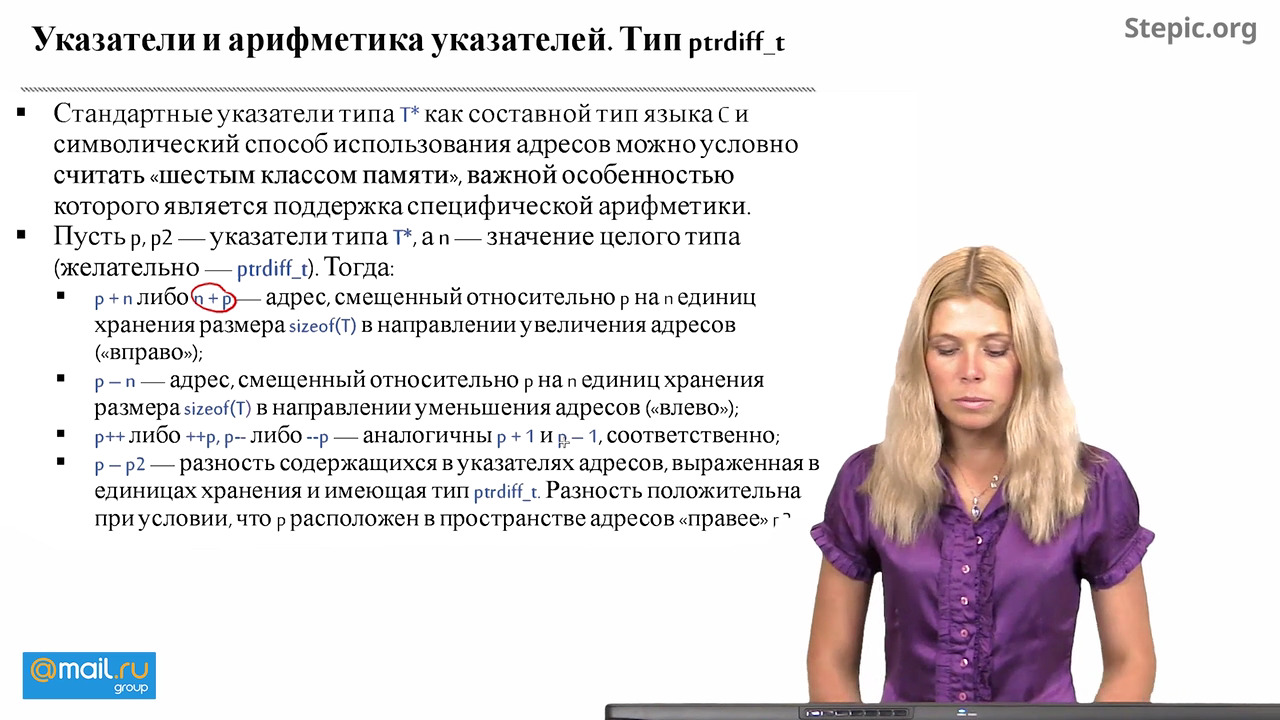 Указатели и арифметика указателей. Тип ptrdiff_t
Stepic.org
▪ Стандартные указатели типа T* как составной тип языка C и
символический способ использования адресов можно условно
считать «шестым классом памяти», важной особенностью
которого является поддержка специфической арифметики.
▪ Пусть p, p2 — указатели типа T*, а n — значение целого типа
(желательно — ptrdiff_t). Тогда:
▪ p + n либо n + p — адрес, смещенный относительно p на n единиц
хранения размера sizeof(T) в направлении увеличения адресов
(«вправо»);
▪ p – n — адрес, смещенный относительно p на n единиц хранения
размера sizeof(T) в направлении уменьшения адресов («влево»);
▪ p++ либо ++p, p-- либо --p — аналогичны p + 1 и p – 1, соответственно;
▪ p – p2 — разность содержащихся в указателях адресов, выраженная в
единицах хранения и имеющая тип ptrdiff_t. Разность положительна
при условии, что p расположен в пространстве адресов «правее»
@mail.ru
group